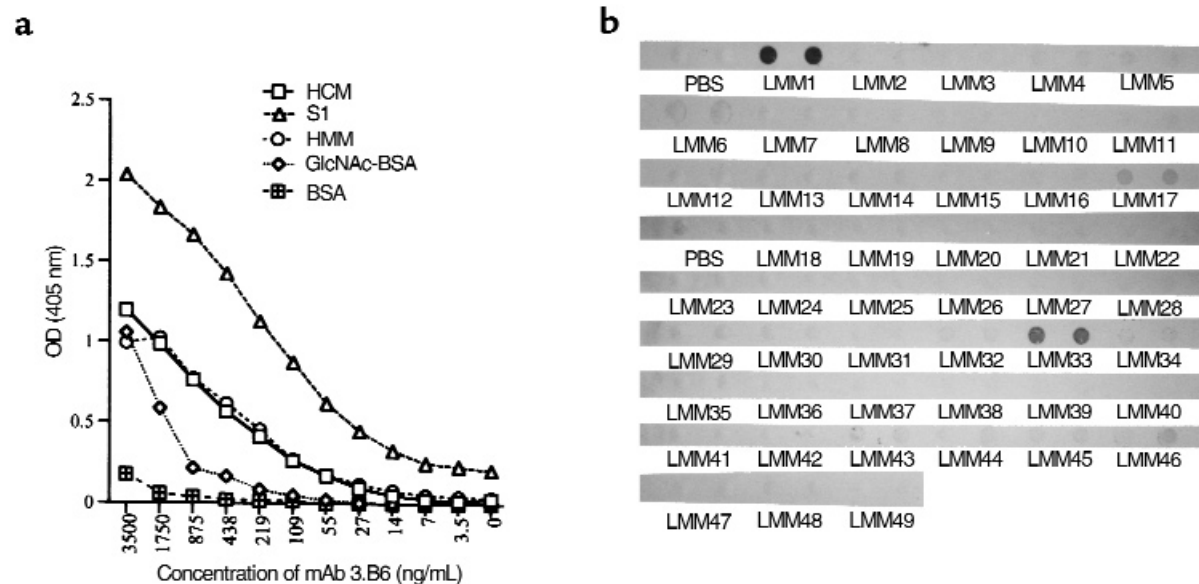 a
HCM
S1
HMM
GlcNAc-BSA
BSA
2.5
2
1.5
1
0.5
0
OD (405 nm)
3500
1750
875
438
219
109
55
27
14
7
3.5
0
Concentration of mAb 3.B6 (ng/mL)
b
PBS LMM1 LMM2 LMM3 LMM4 LMM5
LMM6 LMM7 LMM8 LMM9 LMM10 LMM11
LMM12 LMM13 LMM14 LMM15 LMM16 LMM17
PBS LMM18 LMM19 LMM20 LMM21 LMM22
LMM23 LMM24 LMM25 LMM26 LMM27 LMM28
LMM29 LMM30 LMM31 LMM32 LMM33 LMM34
LMM35 LMM36 LMM37 LMM38 LMM39 LMM40
LMM41 LMM42 LMM43 LMM44 LMM45 LMM46
LMM47 LMM48 LMM49